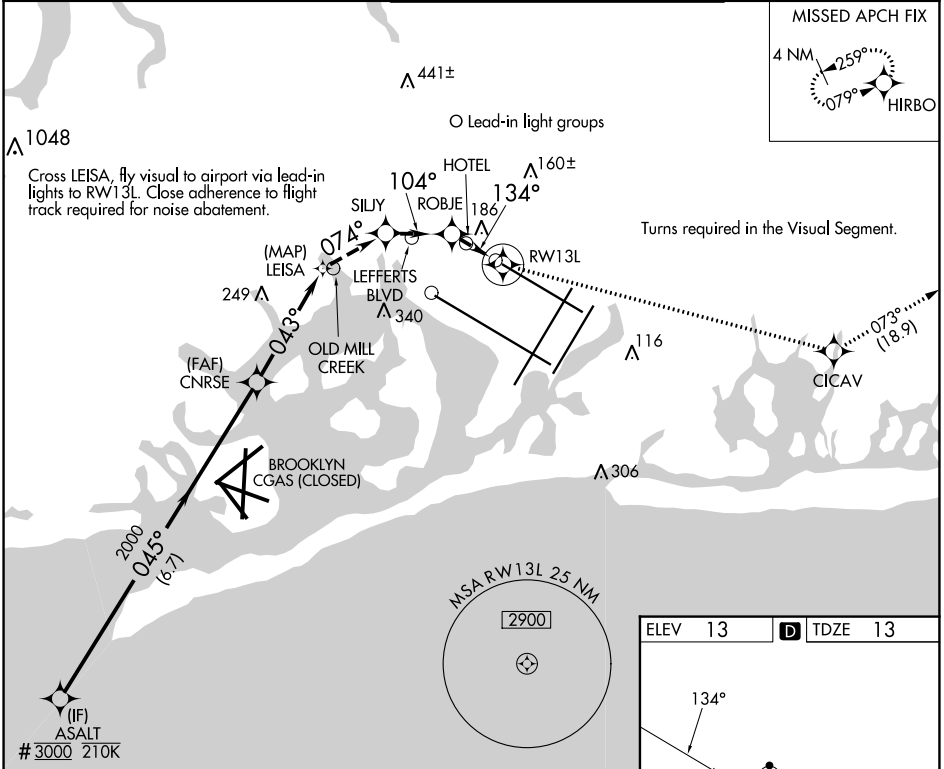 MISSED APCH FIX
4 NM
259°
079°
HIRBO
441±
1048
Lead-in light groups
Cross LEISA, fly visual to airport via lead-in
lights to RW13L. Close adherence to flight
track required for noise abatement.
HOTEL
160±
104°
134°
SILJY
ROBJE
186
Turns required in the Visual Segment.
074°
(MAP)
LEISA
RW13L
LEFFERTS
BLVD
249
340
043°
OLD MILL
CREEK
116
073°
(18.9)
CICAV
(FAF)
CNRSE
BROOKLYN
CGAS (CLOSED)
306
2000
045°
(6.7)
MSA RW13L 25 NM
2900
ELEV 13
D TDZE 13
134°
(IF)
ASALT
# 3000 210K